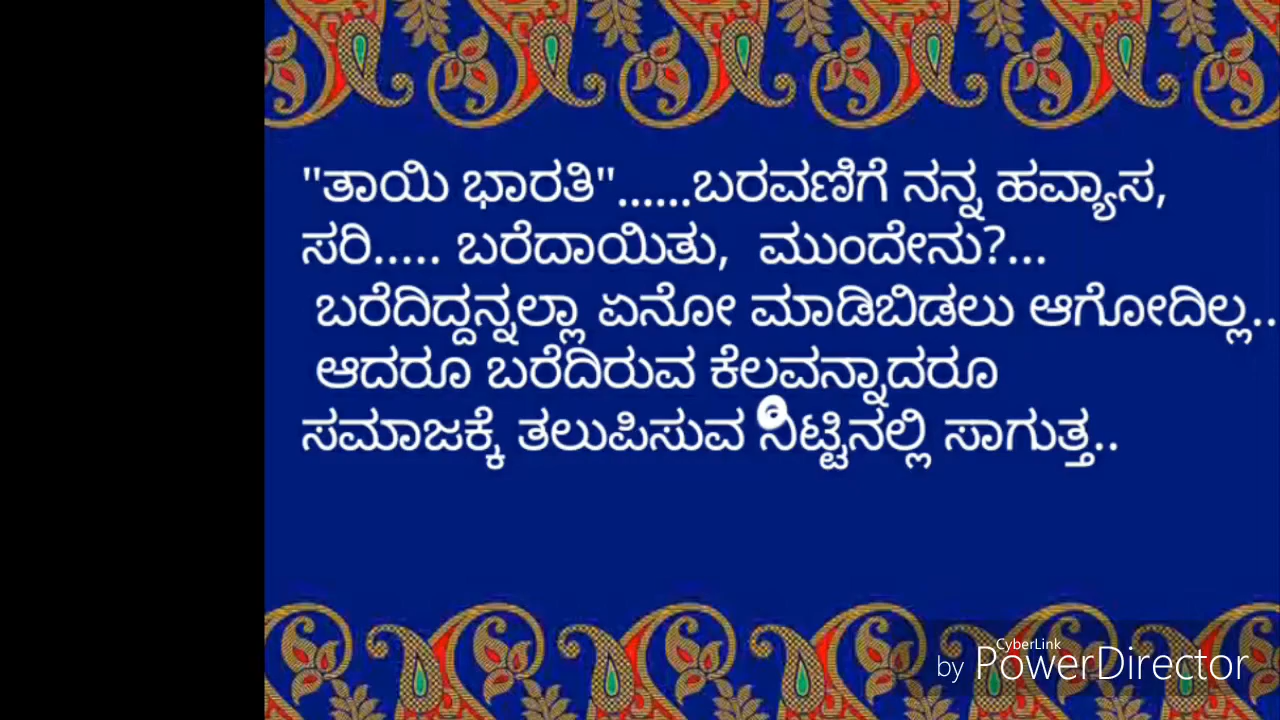 "ತಾಯಿ ಭಾರತಿ"......ಬರವಣಿಗೆ ನನ್ನ ಹವ್ಯಾಸ,
ಸರಿ..... ಬರೆದಾಯಿತು, ಮುಂದೇನು?...
ಬರೆದಿದ್ದನ್ನಲ್ಲಾ ಏನೋ ಮಾಡಿಬಿಡಲು ಆಗೋದಿಲ್ಲ..
ಆದರೂ ಬರೆದಿರುವ ಕೆಲವನ್ನಾದರೂ
ಸಮಾಜಕ್ಕೆ ತಲುಪಿಸುವ ನಿಟ್ಟಿನಲ್ಲಿ ಸಾಗುತ್ತ..
CyberLink
by PowerDirector